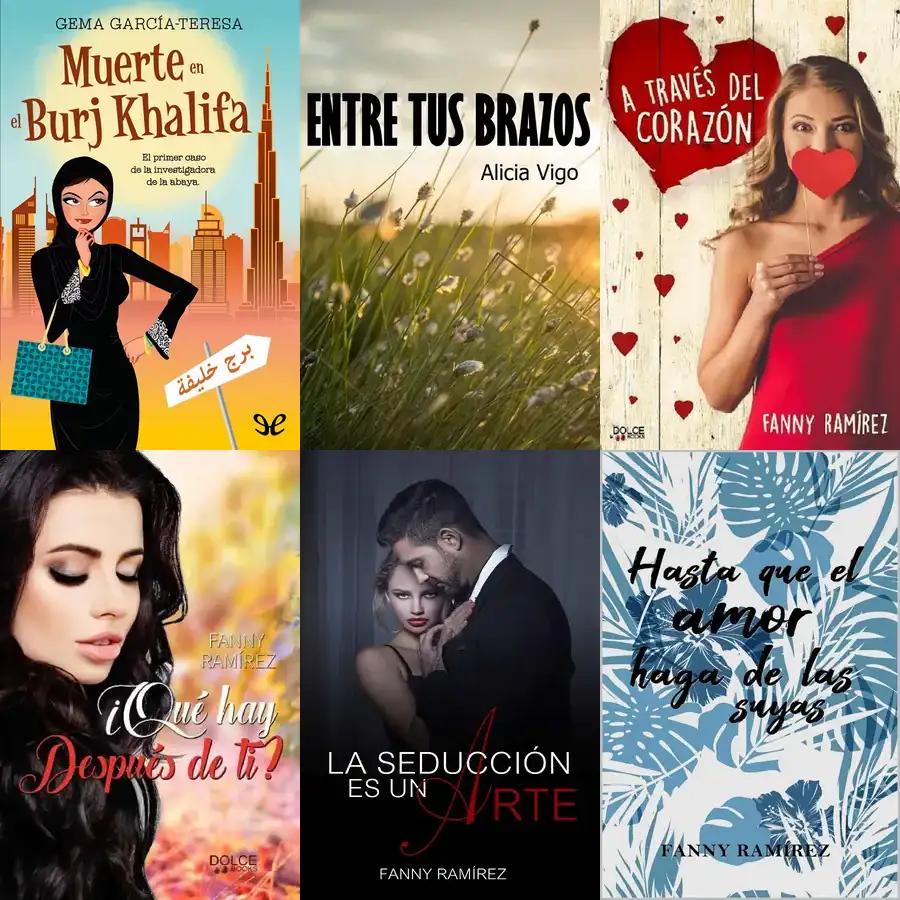 GEMA GARCÍA-TERESA
Muerte en
el Burj Khalifa
El primer caso
de la investigadora
de la abaya.
برج خليفة
ENTRE TUS BRAZOS
Alicia Vigo
A TRAVÉS DEL
CORAZÓN
DOLCE
BOOKS
FANNY RAMÍREZ
FANNY
RAMÍREZ
¿Qué hay
Después de ti?
DOLCE
BOOKS
LA SEDUCCIÓN
ES UN ARTE
FANNY RAMÍREZ
Hasta que el
amor
haga de las
suyas
FANNY RAMÍREZ